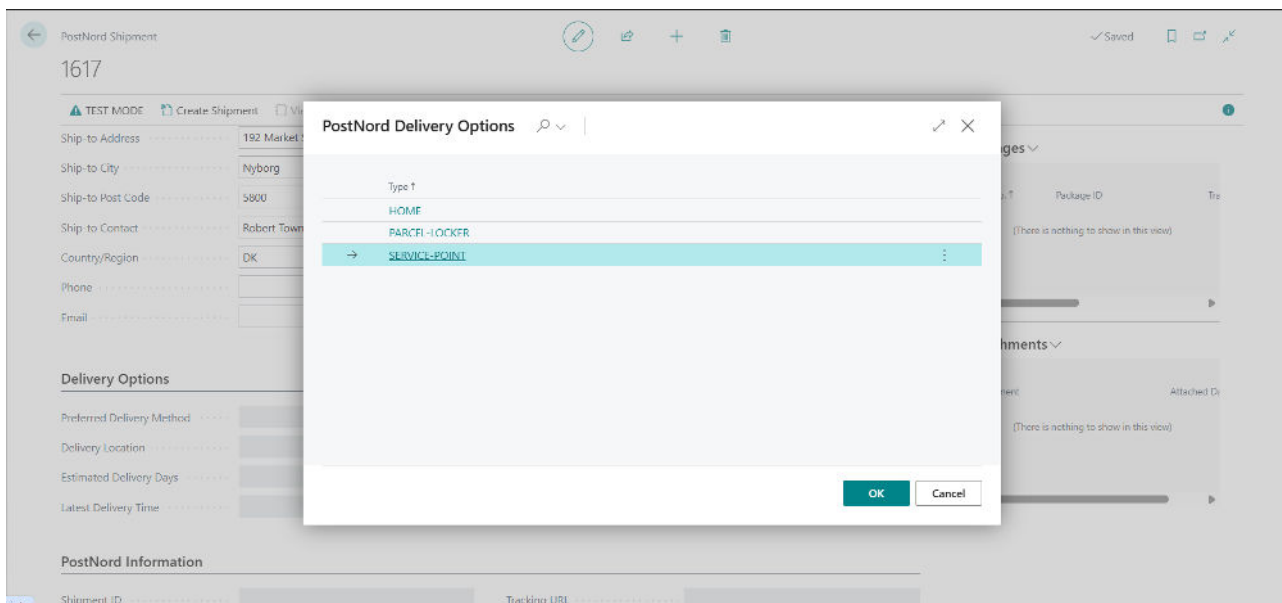 PostNord Shipment
Saved
1617
TEST MODE Create Shipment
Ship-to Address 192 Market
Ship-to City Nyborg
Ship-to Post Code 5800
Ship-to Contact Robert Town
Country/Region DK
Phone
Email
Delivery Options
Preferred Delivery Method
Delivery Location
Estimated Delivery Days
Latest Delivery Time
PostNord Information
Shipment ID
Tracking URL
PostNord Delivery Options
Type ↑
HOME
PARCEL-LOCKER
SERVICE-POINT
OK Cancel
Package ID
(There is nothing to show in this view)
Attached
(There is nothing to show in this view)